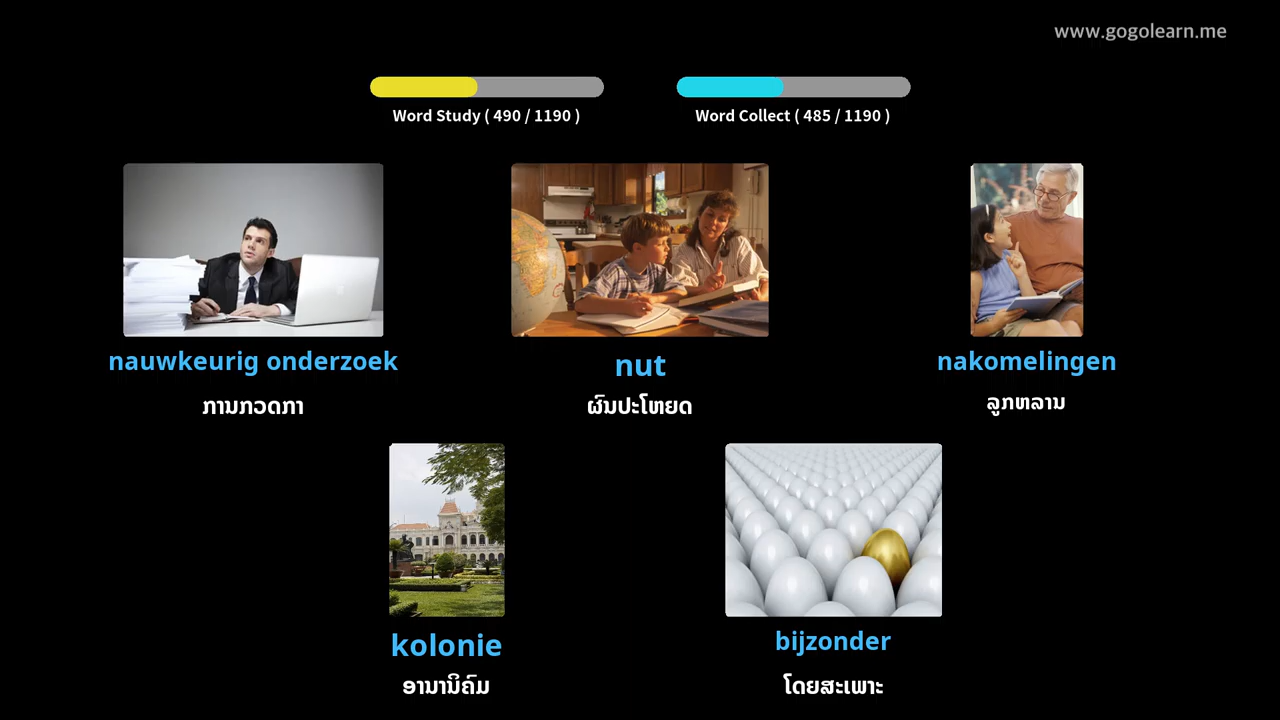 www.gogolearn.me
Word Study ( 490 / 1190 )
Word Collect ( 485 / 1190 )
nauwkeurig onderzoek
ການກວດກາ
nut
ຜົນປະໂຫຍດ
nakomelingen
ລູກຫລານ
kolonie
ອານານິຄົມ
bijzonder
ໂດຍສະເພາະ